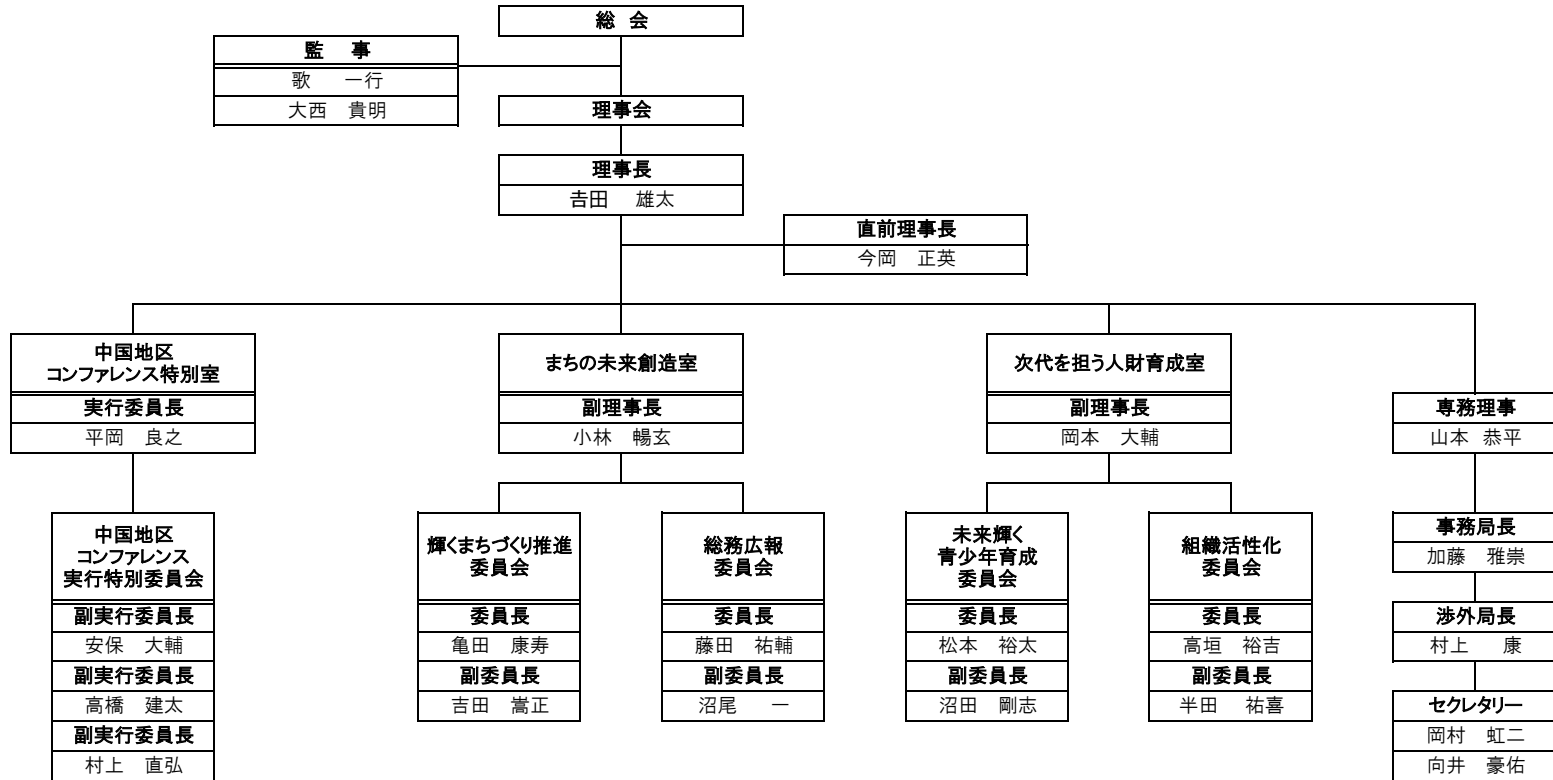 総 会
監 事
歌 一行
大西 貴明
理事会
理事長
𠮷田 雄太
直前理事長
今岡 正英
中国地区
コンファレンス特別室
実行委員長
平岡 良之
中国地区
コンファレンス
実行特別委員会
副実行委員長
安保 大輔
副実行委員長
高橋 建太
副実行委員長
村上 直弘
まちの未来創造室
副理事長
小林 暢玄
輝くまちづくり推進
委員会
委員長
亀田 康寿
副委員長
吉田 嵩正
総務広報
委員会
委員長
藤田 祐輔
副委員長
沼尾 一
次代を担う人財育成室
副理事長
岡本 大輔
未来輝く
青少年育成
委員会
委員長
松本 裕太
副委員長
沼田 剛志
組織活性化
委員会
委員長
高垣 裕吉
副委員長
半田 祐喜
専務理事
山本 恭平
事務局長
加藤 雅崇
渉外局長
村上 康
セクレタリー
岡村 虹二
向井 豪佑